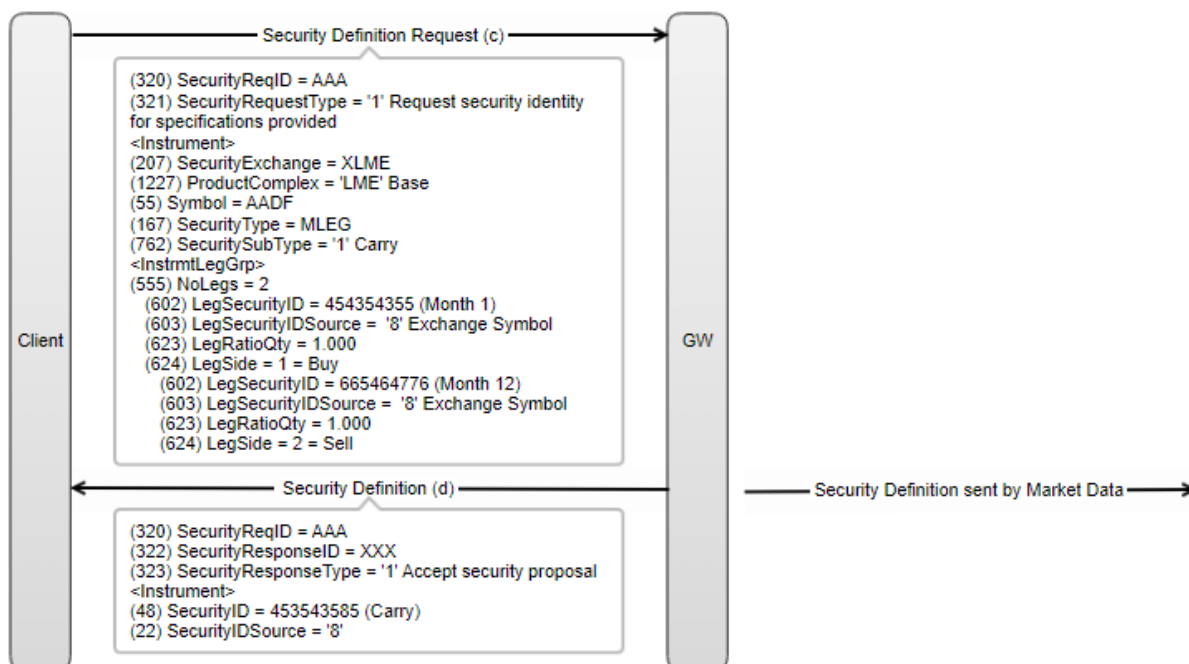 Security Definition Request (c)
(320) SecurityReqID = AAA
(321) SecurityRequestType = '1' Request security identity
for specifications provided
<Instrument>
(207) SecurityExchange = XLME
(1227) ProductComplex = 'LME' Base
(55) Symbol = AADF
(167) SecurityType = MLEG
(762) SecuritySubType = '1' Carry
<InstrmtLegGrp>
(555) NoLegs = 2
(602) LegSecurityID = 454354355 (Month 1)
(603) LegSecurityIDSource =  '8' Exchange Symbol
(623) LegRatioQty = 1.000
(624) LegSide = 1 = Buy
(602) LegSecurityID = 665464776 (Month 12)
(603) LegSecurityIDSource =  '8' Exchange Symbol
(623) LegRatioQty = 1.000
(624) LegSide = 2 = Sell
Client
GW
Security Definition (d)
Security Definition sent by Market Data
(320) SecurityReqID = AAA
(322) SecurityResponseID = XXX
(323) SecurityResponseType = '1' Accept security proposal
<Instrument>
(48) SecurityID = 453543585 (Carry)
(22) SecurityIDSource = '8'